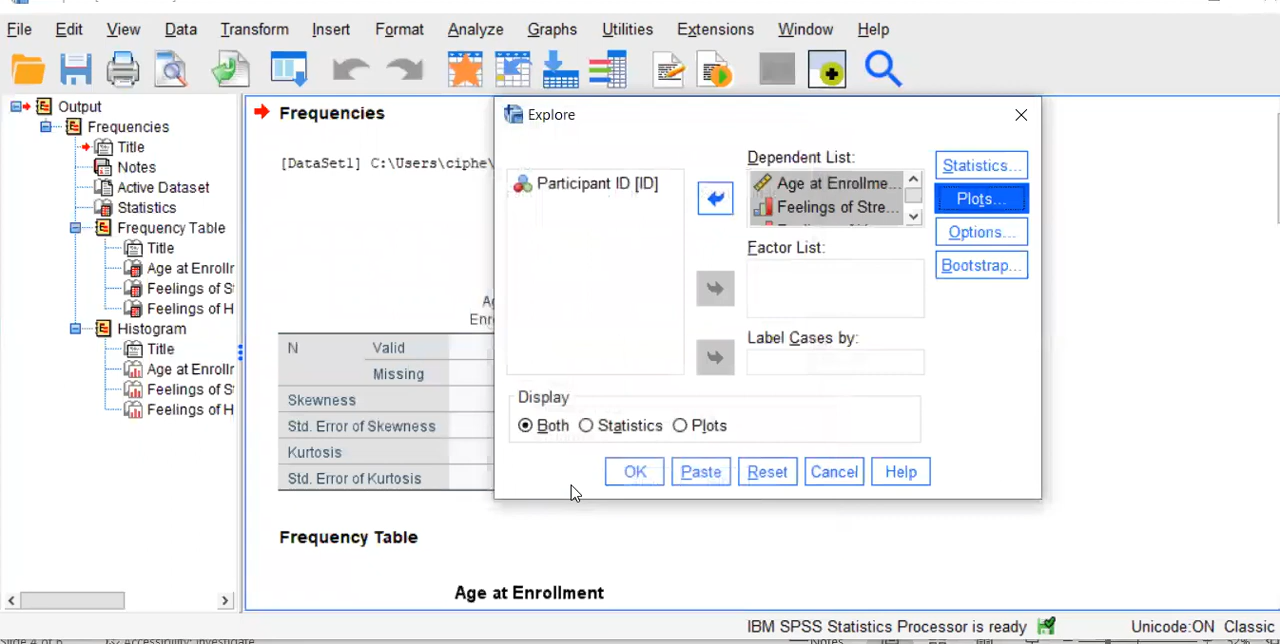 File Edit View Data Transform Insert Format Analyze Graphs Utilities Extensions Window Help
Output
Frequencies
Title
Notes
Active Dataset
Statistics
Frequency Table
Title
Age at Enrollr
Feelings of S
Feelings of H
Histogram
Title
Age at Enrollr
Feelings of S
Feelings of H
Frequencies
[DataSet1] C:\Users\ciphe\
Ag
Enr
N Valid
Missing
Skewness
Std. Error of Skewness
Kurtosis
Std. Error of Kurtosis
Frequency Table
Age at Enrollment
Explore
Participant ID [ID]
Dependent List:
Age at Enrollme...
Feelings of Stre...
Factor List:
Label Cases by:
Statistics...
Plots...
Options...
Bootstrap...
Display
Both Statistics Plots
OK Paste Reset Cancel Help
IBM SPSS Statistics Processor is ready Unicode:ON Classic